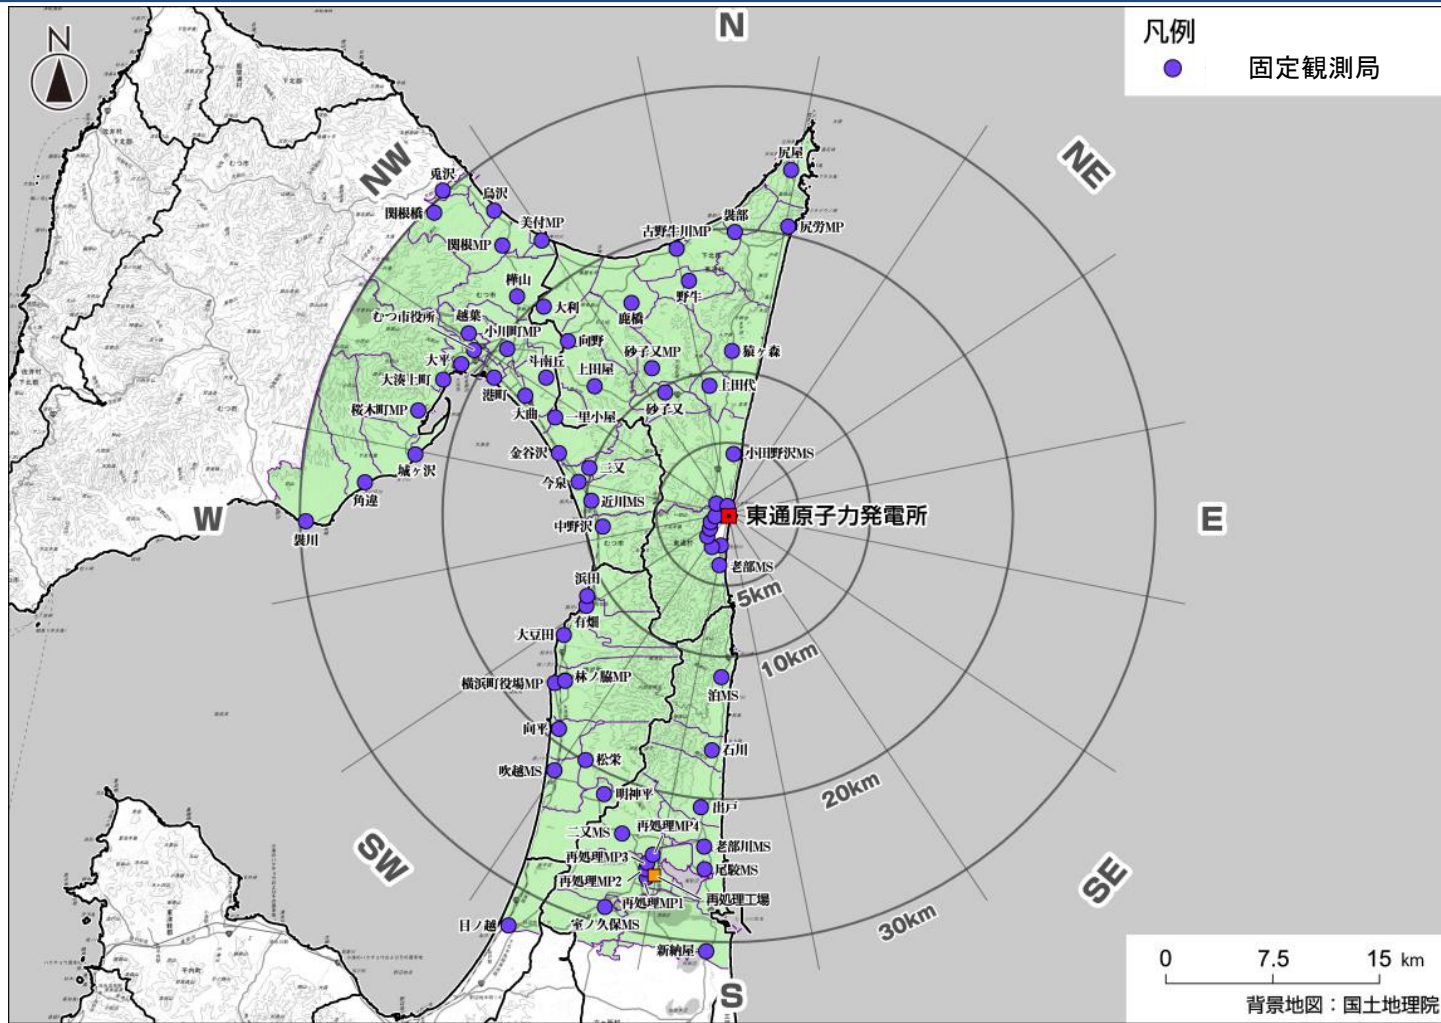 凡例
固定観測局
N
N
NE
E
SE
S
SW
W
NW
尻屋
兎沢
烏沢
関根橋
美付MP
袰部
尻労MP
古野牛川MP
関根MP
野牛
樺山
大利
鹿橋
むつ市役所
越葉
小川町MP
向野
猿ヶ森
砂子又MP
大平
斗南丘
上田屋
上田代
大湊上町
港町
砂子又
桜木町MP
大曲
一里小屋
金谷沢
小田野沢MS
城ヶ沢
二又
今泉
角違
近川MS
袰川
中野沢
東通原子力発電所
老部MS
浜田
5km
有畑
大豆田
10km
横浜町役場MP
林ノ脇MP
泊MS
向平
石川
松栄
吹越MS
20km
明神平
出戸
二又MS
再処理MP4
老部川MS
再処理MP3
尾駮MS
再処理MP2
再処理工場
再処理MP1
30km
目ノ越
室ノ久保MS
新納屋
0 7.5 15 km
背景地図：国土地理院